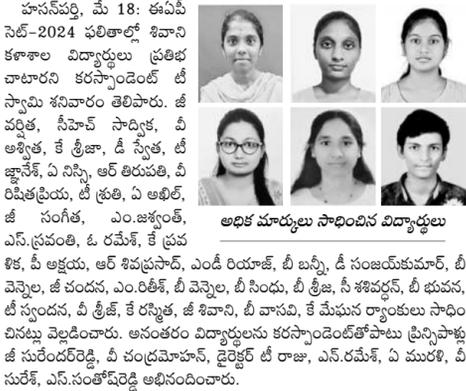 హసన్‌పర్తి, మే 18: ఈఏపీ
సెట్-2024 ఫలితాల్లో శివాని
కళాశాల విద్యార్థులు ప్రతిభ
చాటారని కరస్పాండెంట్ టీ
స్వామి శనివారం తెలిపారు. జీ
వర్షిత, సీహెచ్ సాద్విక, వీ
అశ్విత, కే శ్రీజా, డీ స్వేత, టీ
జ్ఞానేశ్, ఏ నిస్సి, ఆర్ తిరుపతి, వీ
రిషితప్రియ, టీ శ్రుతి, ఏ అఖిల్,
జీ సంగీత, ఎం.జశ్వంత్,
ఎస్.స్రవంతి, ఓ రమేశ్, కే ప్రవ
ళిక, పీ అక్షయ, ఆర్ శివప్రసాద్, ఎండీ రియాజ్, బీ బన్నీ, డీ సంజయ్‌కుమార్, బీ
వెన్నెల, జీ చందన, ఎం.రితీశ్, బీ వెన్నెల, బీ సింధు, బీ శ్రీజ, సీ శశివర్ధన్, బీ భువన,
టీ స్పందన, వీ శ్రీజ్, కే రస్మిత, జీ శివాని, బీ వాసవి, కే మేఘన ర్యాంకులు సాధిం
చినట్లు వెల్లడించారు. అనంతరం విద్యార్థులను కరస్పాండెంట్‌తోపాటు ప్రిన్సిపాళ్లు
జీ సురేందర్‌రెడ్డి, వీ చంద్రమోహన్, డైరెక్టర్ టీ రాజు, ఎన్.రమేశ్, ఏ మురళి, వీ
సురేశ్, ఎస్.సంతోష్‌రెడ్డి అభినందించారు.
అధిక మార్కులు సాధించిన విద్యార్థులు